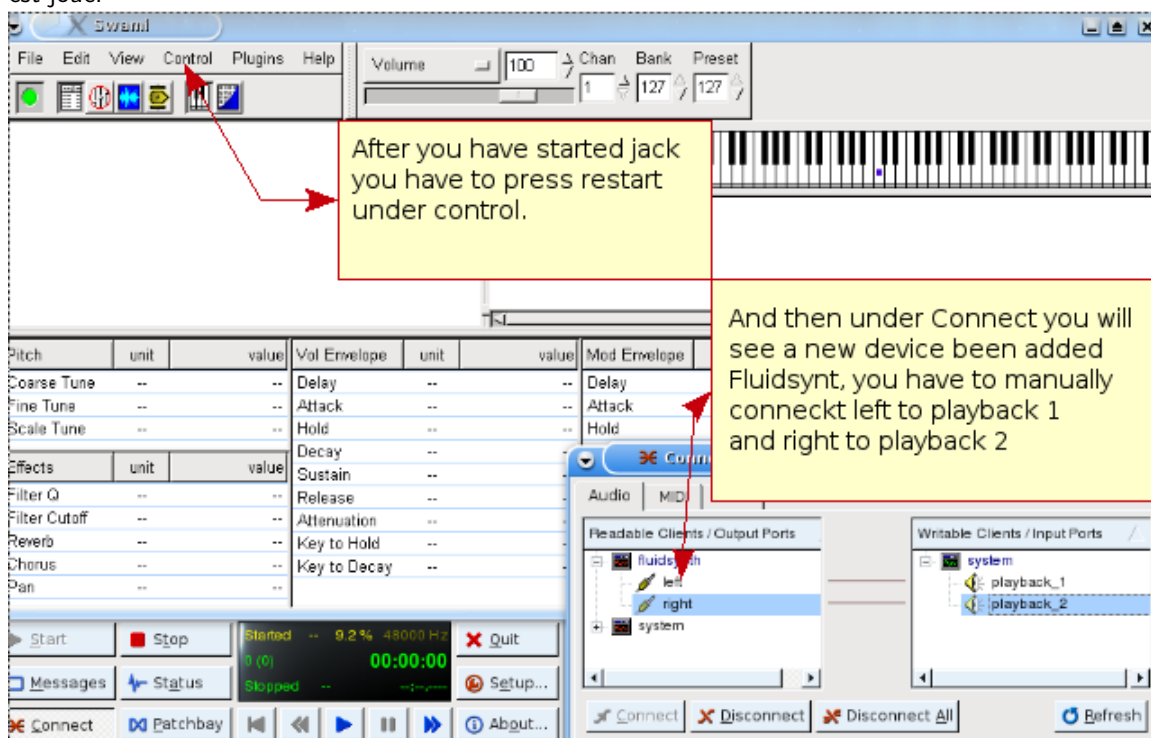 est joué.
Swami
File Edit View Control Plugins Help
Volume 100 Chan Bank Preset
1 127 127
After you have started jack
you have to press restart
under control.
And then under Connect you will
see a new device been added
Fluidsynt, you have to manually
conneckt left to playback 1
and right to playback 2
Pitch unit value
Coarse Tune -- --
Fine Tune -- --
Scale Tune -- --
Effects unit value
Filter Q -- --
Filter Cutoff -- --
Reverb -- --
Chorus -- --
Pan -- --
Vol Envelope unit value
Delay -- --
Attack -- --
Hold -- --
Decay --
Sustain --
Release --
Attenuation --
Key to Hold --
Key to Decay --
Mod Envelope
Delay
Attack
Hold
Audio MIDI
Readable Clients / Output Ports
fluidsynth
left
right
system
Writable Clients / Input Ports
system
playback_1
playback_2
Connect Disconnect Disconnect All Refresh
Start Stop
Messages Status
Connect Patchbay
Started -- 9.2 % 48000 Hz
0 (0) 00:00:00
Stopped -- --:--:----
Quit
Setup...
About...